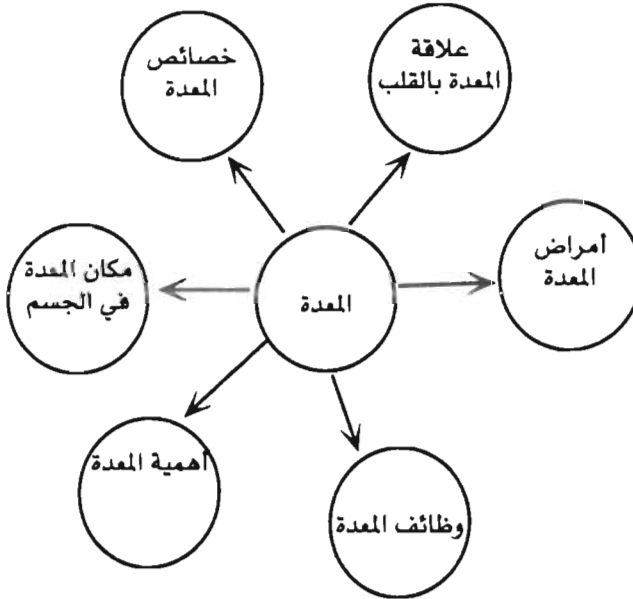 علاقة
المعدة بالقلب
خصائص
المعدة
أمراض
المعدة
مكان المعدة
في الجسم
المعدة
أهمية المعدة
وظائف المعدة